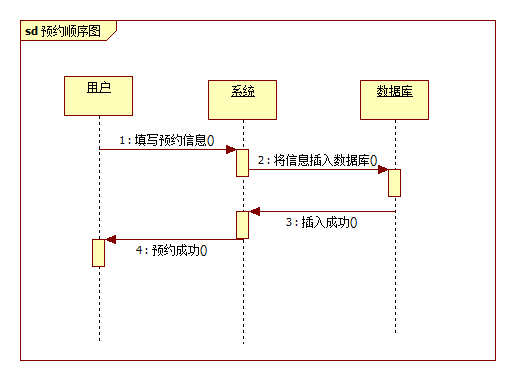 sd 预约顺序图
用户
系统
数据库
1 : 填写预约信息()
2 : 将信息插入数据库()
3 : 插入成功()
4 : 预约成功()